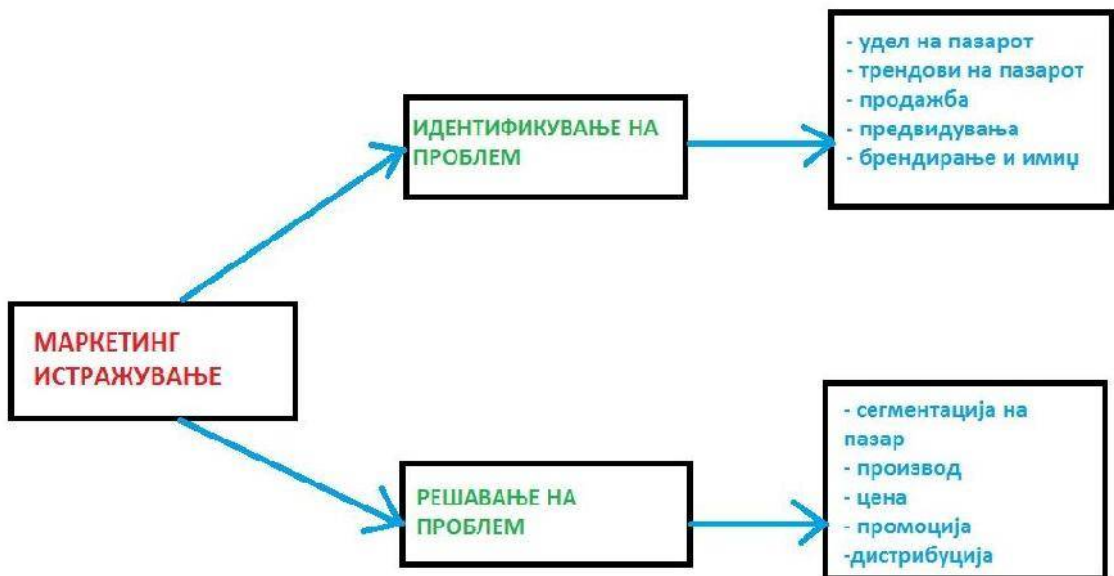 МАРКЕТИНГ
ИСТРАЖУВАЊЕ
ИДЕНТИФИКУВАЊЕ НА
ПРОБЛЕМ
- удел на пазарот
- трендови на пазарот
- продажба
- предвидувања
- брендирање и имиџ
РЕШАВАЊЕ НА
ПРОБЛЕМ
- сегментација на
пазар
- производ
- цена
- промоција
-дистрибуција